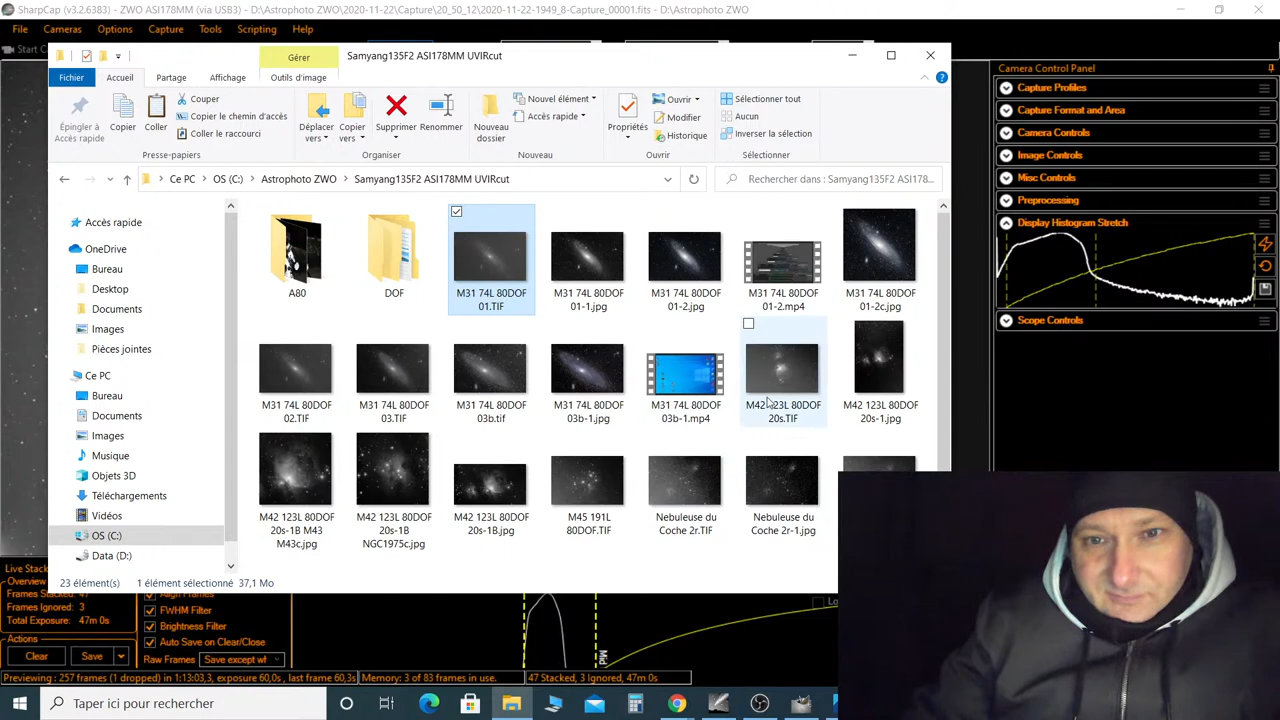 SharpCap (v3.2.6383) - D:\Astrophoto ZWO\2020-11-22\Capture\20_50_12\2020-11-22-1949_8-Capture_00001.fits - D:\Astrophoto ZWO
File Cameras Options Capture Tools Scripting Help
Start Ca
Gérer
Samyang135F2 ASI178MM UVIRcut
Fichier Accueil Partage Affichage Outils d'image
Épingler à
Accès rapide
Copier
Coller
Couper
Copier le chemin d'accès
Coller le raccourci
Presse-papiers
Déplacer
vers
Copier
vers
Supprimer
Renommer
Organiser
Nouveau
dossier
Nouvel élément
Accès rapide
Nouveau
Propriétés
Ouvrir
Modifier
Historique
Ouvrir
Sélectionner tout
Aucun
Inverser la sélection
Sélectionner
Ce PC > OS (C:) > Astrophoto ZWO > Samyang135F2 ASI178MM UVIRcut
Rechercher dans : Samyang135F2 ASI178...
Accès rapide
OneDrive
Bureau
Desktop
Documents
Images
Pièces jointes
Ce PC
Bureau
Documents
Images
Musique
Objets 3D
Téléchargements
Vidéos
OS (C:)
Data (D:)
A80
DOF
M31 74L 80DOF
01.TIF
M31 74L 80DOF
01-1.jpg
M31 74L 80DOF
01-2.jpg
M31 74L 80DOF
01-2.mp4
M31 74L 80DOF
01-2c.jpg
M31 74L 80DOF
02.TIF
M31 74L 80DOF
03.TIF
M31 74L 80DOF
03b.tif
M31 74L 80DOF
03b-1.jpg
M31 74L 80DOF
03b-1.mp4
M42 123L 80DOF
20s.TIF
M42 123L 80DOF
20s-1.jpg
M42 123L 80DOF
20s-1B M43
M43c.jpg
M42 123L 80DOF
20s-1B
NGC1975c.jpg
M42 123L 80DOF
20s-1B.jpg
M45 191L
80DOF.TIF
Nebuleuse du
Coche 2r.TIF
Nebuleuse du
Coche 2r-1.jpg
23 élément(s) 1 élément sélectionné 37,1 Mo
Camera Control Panel
Capture Profiles
Capture Format and Area
Camera Controls
Image Controls
Misc Controls
Preprocessing
Display Histogram Stretch
Scope Controls
Live Stack
Overview
Frames Stacked: 47
Frames Ignored: 3
Total Exposure: 47m 0s
Actions
Clear Save
Align Frames
FWHM Filter
Brightness Filter
Auto Save on Clear/Close
Raw Frames Save except wh
Mid
Previewing : 257 frames (1 dropped) in 1:13:03,3, exposure 60,0s , last frame 60,3s
Memory: 3 of 83 frames in use.
47 Stacked, 3 Ignored, 47m 0s
Taper ici pour rechercher